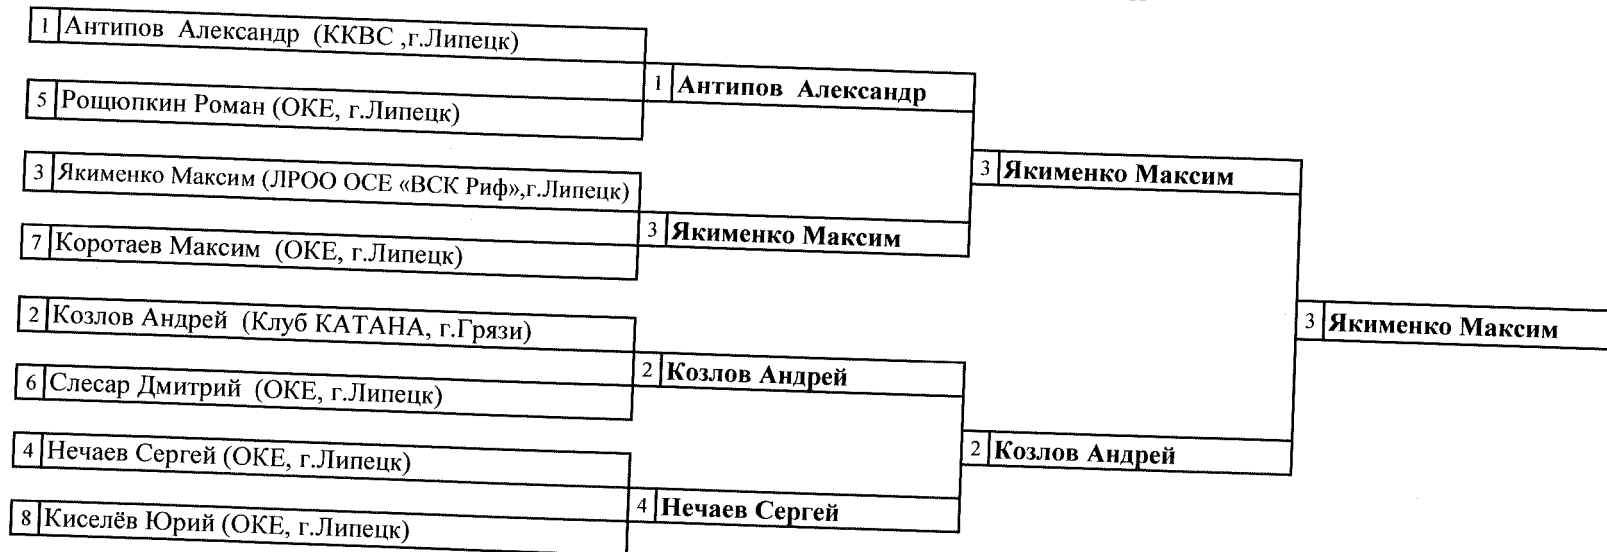 1 Антипов Александр (ККВС ,г.Липецк)
5 Рощюпкин Роман (ОКЕ, г.Липецк)
3 Якименко Максим (ЛРОО ОСЕ «ВСК Риф»,г.Липецк)
7 Коротаев Максим (ОКЕ, г.Липецк)
2 Козлов Андрей (Клуб КАТАНА, г.Грязи)
6 Слесар Дмитрий (ОКЕ, г.Липецк)
4 Нечаев Сергей (ОКЕ, г.Липецк)
8 Киселёв Юрий (ОКЕ, г.Липецк)
1 Антипов Александр
3 Якименко Максим
2 Козлов Андрей
4 Нечаев Сергей
3 Якименко Максим
2 Козлов Андрей
3 Якименко Максим